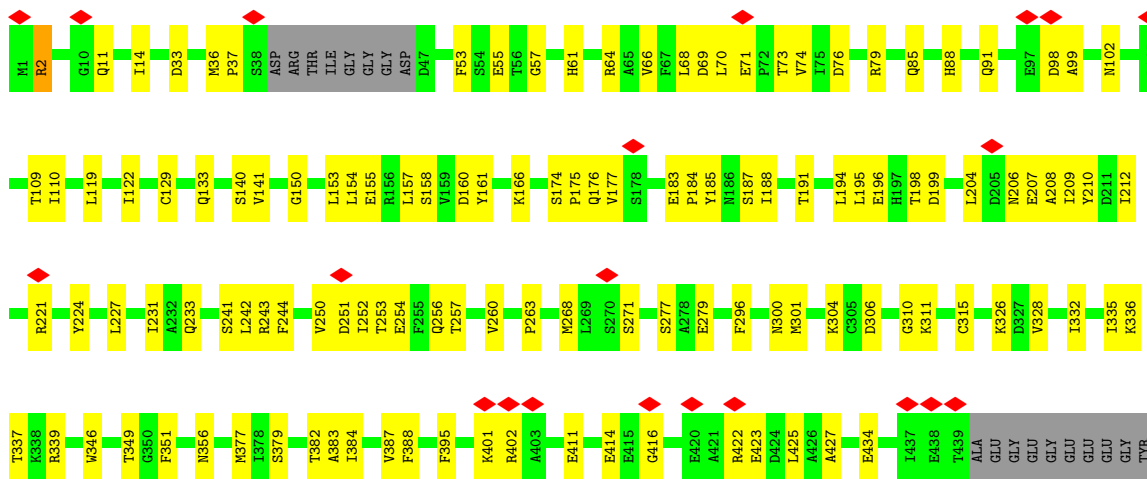 M1 R2 G10 Q11 I14 D33 M36 P37 S38 ASP ARG THR ILE GLY GLY GLY ASP D47 F53 S54 E55 T56 G57 H61 R64 A65 V66 F67 L68 D69 L70 E71 P72 T73 V74 I75 D76 R79 Q85 H88 Q91 E97 D98 A99 N102
T109 I110 L119 I122 C129 Q133 S140 V141 G150 L153 L154 E155 R156 L157 S158 V159 D160 Y161 K166 S174 P175 Q176 V177 S178 E183 P184 Y185 N186 S187 I188 T191 L194 L195 E196 H197 T198 D199 L204 D205 N206 E207 A208 I209 Y210 D211 I212
R221 Y224 L227 I231 A232 Q233 S241 L242 R243 F244 V250 D251 I252 T253 E254 F255 Q256 T257 V260 P263 M268 L269 S270 S271 S277 A278 E279 F296 N300 M301 K304 C305 D306 G310 K311 C315 K326 D327 V328 I332 I335 K336
T337 K338 R339 W346 T349 G350 F351 N356 M377 I378 S379 T382 A383 I384 V387 F388 F395 K401 R402 A403 E411 E414 E415 G416 E420 A421 R422 E423 D424 L425 A426 A427 E434 I437 E438 T439 ALA GLU GLY GLU GLY GLU GLU GLU GLY TYR